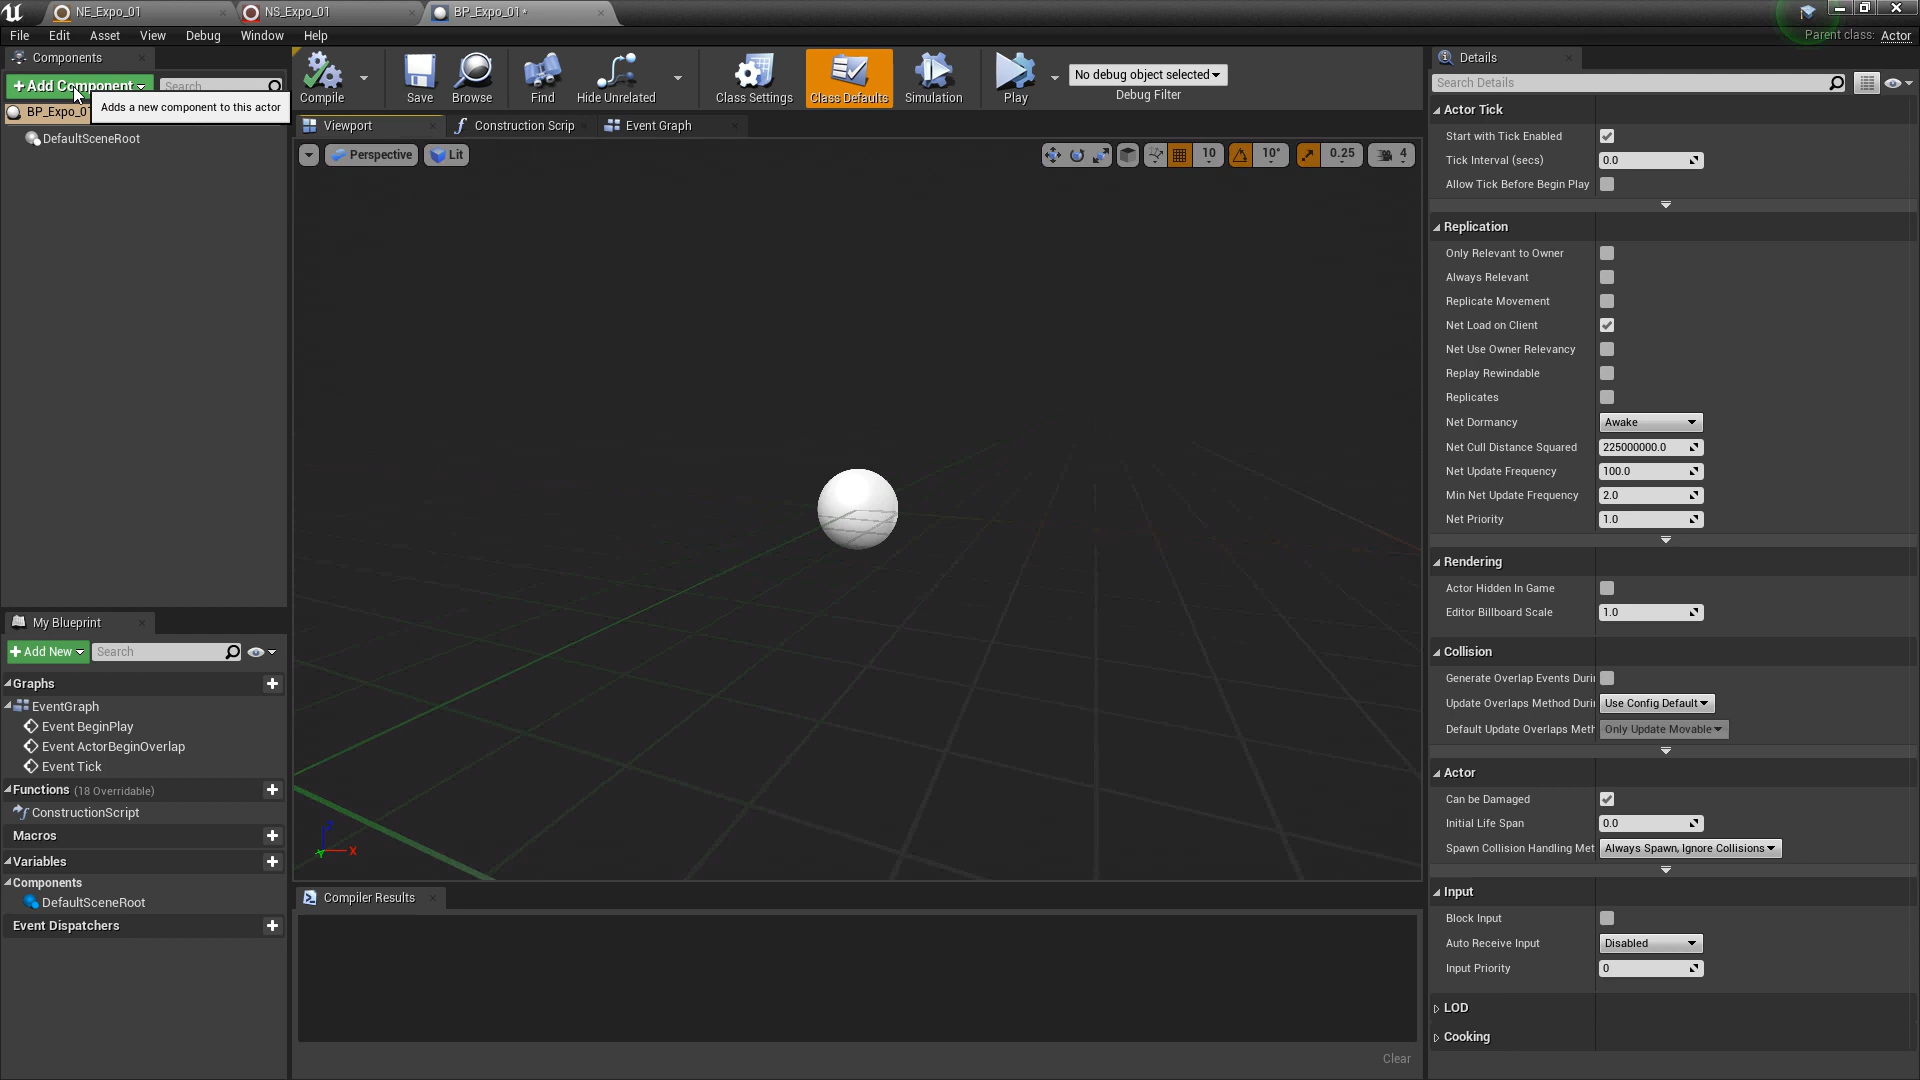 NE_Expo_01
NS_Expo_01
BP_Expo_01*
File Edit Asset View Debug Window Help
Parent class: Actor
Components
Add Component
Search
Adds a new component to this actor
BP_Expo_0
DefaultSceneRoot
Compile
Save
Browse
Find
Hide Unrelated
Class Settings
Class Defaults
Simulation
Play
No debug object selected
Debug Filter
Viewport
Construction Scrip
Event Graph
Perspective
Lit
10
10°
0.25
4
Details
Search Details
Actor Tick
Start with Tick Enabled
Tick Interval (secs) 0.0
Allow Tick Before Begin Play
Replication
Only Relevant to Owner
Always Relevant
Replicate Movement
Net Load on Client
Net Use Owner Relevancy
Replay Rewindable
Replicates
Net Dormancy Awake
Net Cull Distance Squared 225000000.0
Net Update Frequency 100.0
Min Net Update Frequency 2.0
Net Priority 1.0
Rendering
Actor Hidden In Game
Editor Billboard Scale 1.0
Collision
Generate Overlap Events Duri
Update Overlaps Method Duri Use Config Default
Default Update Overlaps Meth Only Update Movable
Actor
Can be Damaged
Initial Life Span 0.0
Spawn Collision Handling Met Always Spawn, Ignore Collisions
Input
Block Input
Auto Receive Input Disabled
Input Priority 0
LOD
Cooking
My Blueprint
Add New
Search
Graphs
EventGraph
Event BeginPlay
Event ActorBeginOverlap
Event Tick
Functions (18 Overridable)
ConstructionScript
Macros
Variables
Components
DefaultSceneRoot
Event Dispatchers
Z
X
Y
Compiler Results
Clear